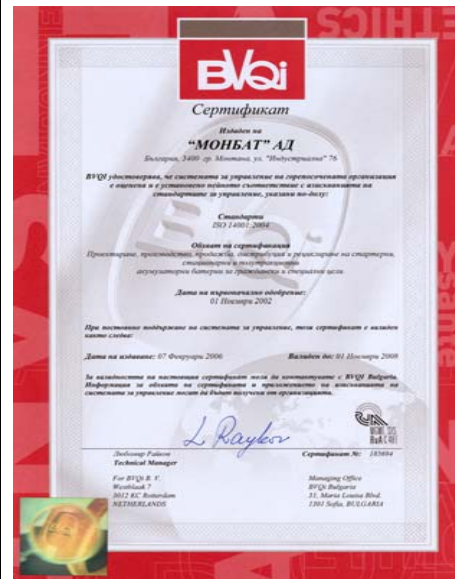 ETHICS
BVQi
Сертификат
Издаден на
"МОНБАТ" АД
България, 3400 гр. Монтана, ул. "Индустриална" 76
BVQI удостоверява, че системата за управление на горепосочената организация
е оценена и е установено нейното съответствие с изискванията на
стандартите за управление, указани по-долу:
Стандарти
ISO 14001:2004
Обхват на сертификация
Проектиране, производство, продажба, дистрибуция и рециклиране на стартерни,
стационарни и полутракционни
акумулаторни батерии за граждански и специални цели.
Дата на първоначално одобрение:
01 Ноември 2002
При постоянно поддържане на системата за управление, този сертификат е валиден
както следва:
Дата на издаване: 07 Февруари 2006 Валиден до: 01 Ноември 2008
За валидността на настоящия сертификат моля да контактувате с BVQI Bulgaria.
Информация за обхвата на сертификата и приложението на изискванията на
системата за управление могат да бъдат получени от организацията.
L Raykov
Любомир Райков
Technical Manager
Сертификат №: 185694
For BVQi B. V.
Westblaak 7
3012 KC Rotterdam
NETHERLANDS
Managing Office
BVQi Bulgaria
51, Maria Louisa Blvd.
1301 Sofia, BULGARIA